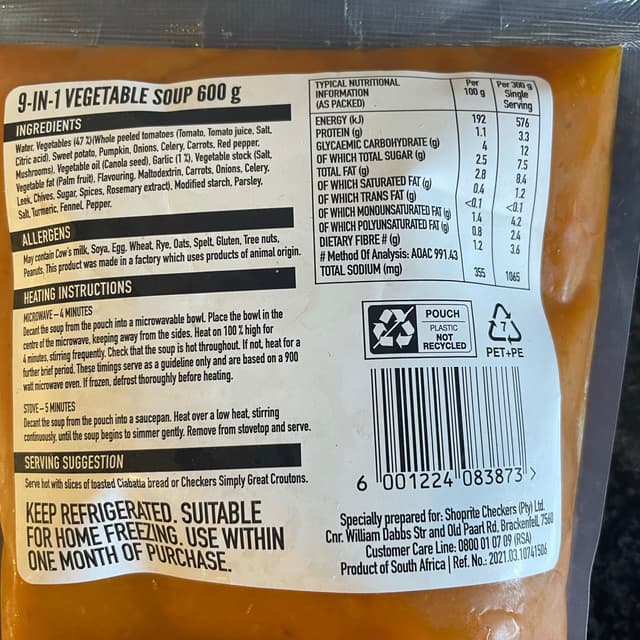 9-IN-1 VEGETABLE SOUP 600 g
INGREDIENTS
Water, Vegetables (47 %)(Whole peeled tomatoes (Tomato, Tomato juice, Salt,
Citric acid), Sweet potato, Pumpkin, Onions, Celery, Carrots, Red pepper,
Mushrooms), Vegetable oil (Canola seed), Garlic (1 %), Vegetable stock (Salt,
Vegetable fat (Palm fruit), Flavouring, Maltodextrin, Carrots, Onions, Celery,
Leek, Chives, Sugar, Spices, Rosemary extract), Modified starch, Parsley,
Salt, Turmeric, Fennel, Pepper.
ALLERGENS
May contain Cow's milk, Soya, Egg, Wheat, Rye, Oats, Spelt, Gluten, Tree nuts,
Peanuts. This product was made in a factory which uses products of animal origin.
HEATING INSTRUCTIONS
MICROWAVE – 4 MINUTES
Decant the soup from the pouch into a microwavable bowl. Place the bowl in the
centre of the microwave, keeping away from the sides. Heat on 100 % high for
4 minutes, stirring frequently. Check that the soup is hot throughout. If not, heat for a
further brief period. These timings serve as a guideline only and are based on a 900
watt microwave oven. If frozen, defrost thoroughly before heating.
STOVE – 5 MINUTES
Decant the soup from the pouch into a saucepan. Heat over a low heat, stirring
continuously, until the soup begins to simmer gently. Remove from stovetop and serve.
SERVING SUGGESTION
Serve hot with slices of toasted Ciabatta bread or Checkers Simply Great Croutons.
KEEP REFRIGERATED. SUITABLE
FOR HOME FREEZING. USE WITHIN
ONE MONTH OF PURCHASE.
TYPICAL NUTRITIONAL INFORMATION (AS PACKED) Per 100 g Per 300 g Single Serving
ENERGY (kJ) 192 576
PROTEIN (g) 1.1 3.3
GLYCAEMIC CARBOHYDRATE (g) 4 12
OF WHICH TOTAL SUGAR (g) 2.5 7.5
TOTAL FAT (g) 2.8 8.4
OF WHICH SATURATED FAT (g) 0.4 1.2
OF WHICH TRANS FAT (g) <0.1 <0.1
OF WHICH MONOUNSATURATED FAT (g) 1.4 4.2
OF WHICH POLYUNSATURATED FAT (g) 0.8 2.4
DIETARY FIBRE # (g) 1.2 3.6
# Method Of Analysis: AOAC 991.43
TOTAL SODIUM (mg) 355 1065
POUCH
PLASTIC
NOT
RECYCLED
7
PET+PE
6 001224 083873 >
Specially prepared for: Shoprite Checkers (Pty) Ltd.
Cnr. William Dabbs Str and Old Paarl Rd, Brackenfell, 7560
Customer Care Line: 0800 01 07 09 (RSA)
Product of South Africa | Ref. No.: 2021.03.10741506